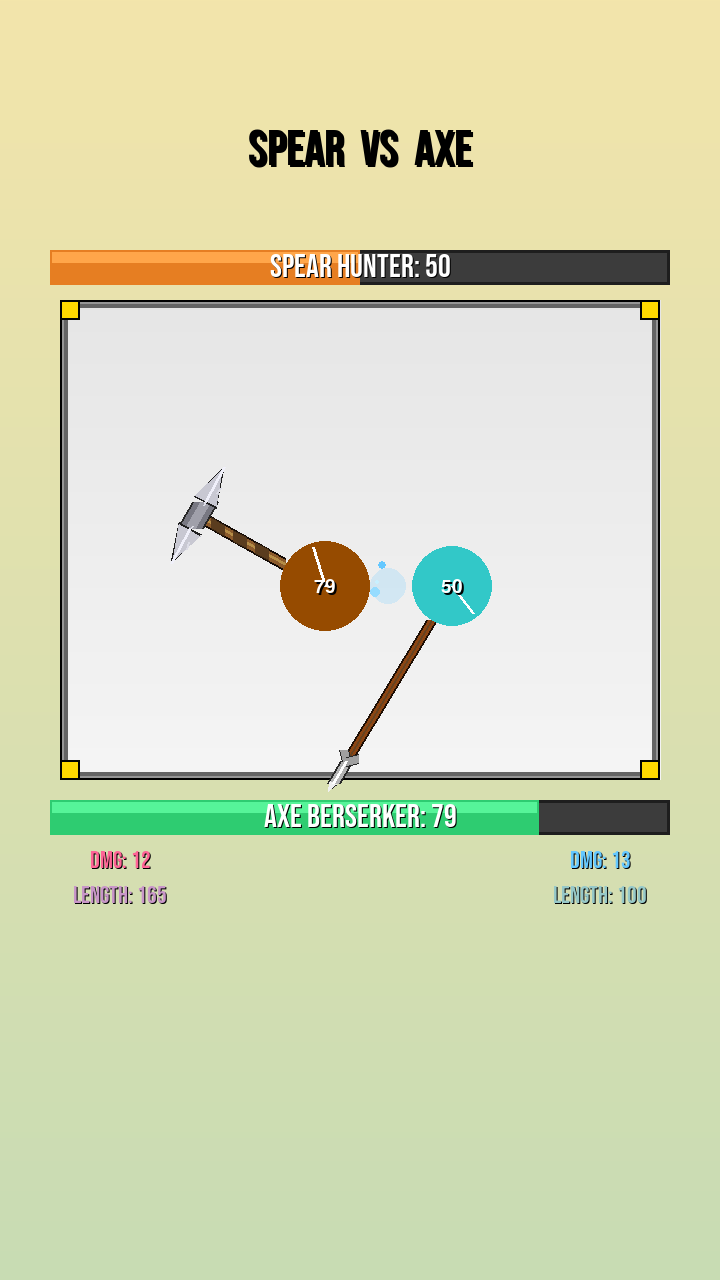 SPEAR VS AXE
SPEAR HUNTER: 50
79
50
AXE BERSERKER: 79
DMG: 12
DMG: 13
LENGTH: 165
LENGTH: 100